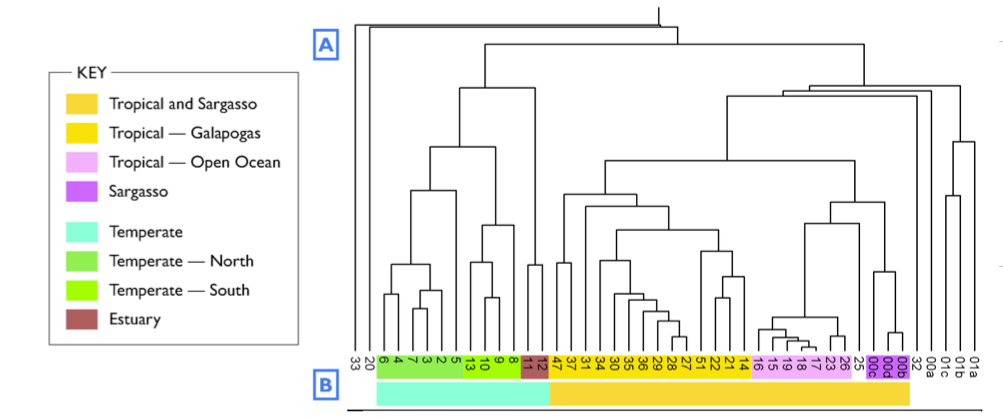 A
KEY
Tropical and Sargasso
Tropical — Galapogas
Tropical — Open Ocean
Sargasso
Temperate
Temperate — North
Temperate — South
Estuary
33 20 6 4 7 3 2 5 13 10 9 8 11 12 47 37 31 34 30 35 36 29 28 27 51 22 21 14 16 15 19 18 17 23 26 25 00c 00d 00b 32 00a 01c 01b 01a
B